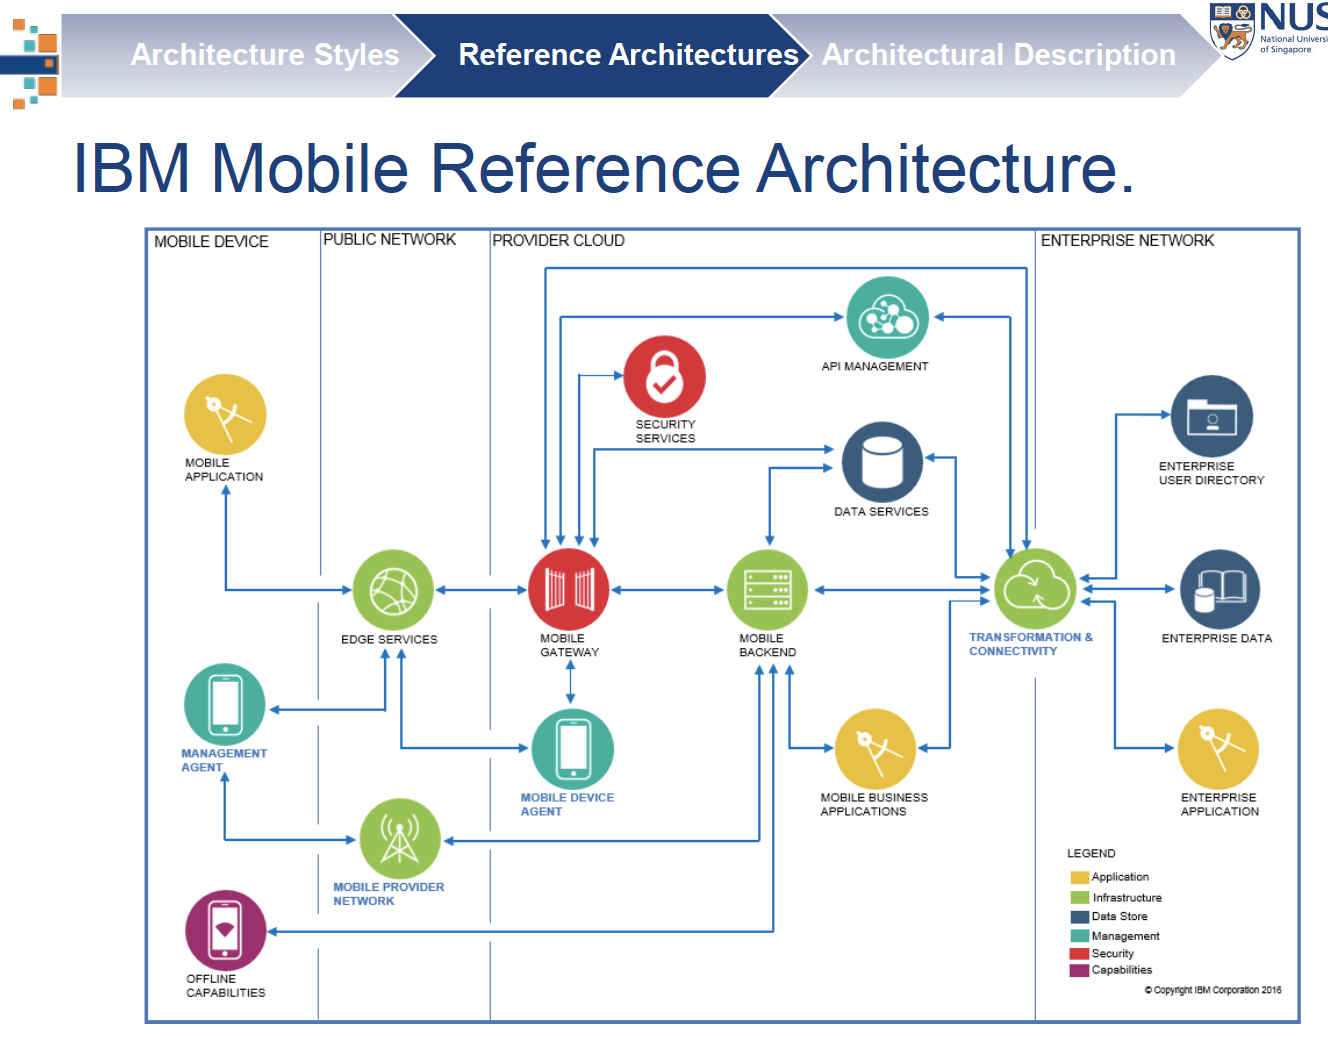 Architecture Styles
Reference Architectures
Architectural Description
NUS
National
of Singapore
IBM Mobile Reference Architecture.
MOBILE DEVICE
PUBLIC NETWORK
PROVIDER CLOUD
ENTERPRISE NETWORK
API MANAGEMENT
SECURITY
SERVICES
MOBILE
APPLICATION
ENTERPRISE
USER DIRECTORY
DATA SERVICES
EDGE SERVICES
MOBILE
GATEWAY
MOBILE
BACKEND
TRANSFORMATION &
CONNECTIVITY
ENTERPRISE DATA
MANAGEMENT
AGENT
MOBILE DEVICE
AGENT
MOBILE BUSINESS
APPLICATIONS
ENTERPRISE
APPLICATION
MOBILE PROVIDER
NETWORK
OFFLINE
CAPABILITIES
LEGEND
Application
Infrastructure
Data Store
Management
Security
Capabilities
© Copyright IBM Corporation 2016